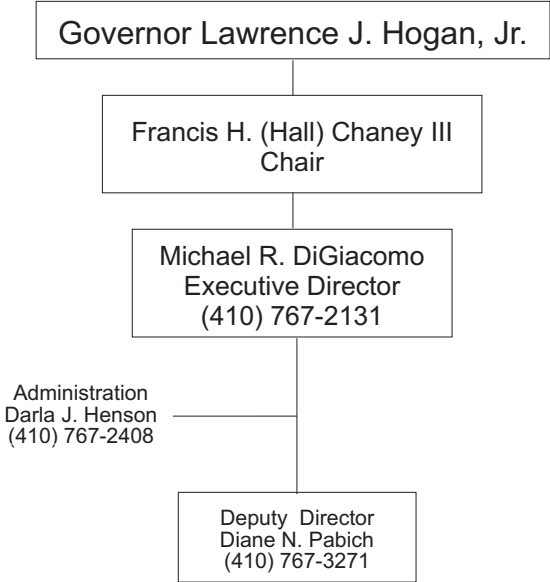 Governor Lawrence J. Hogan, Jr.
Francis H. (Hall) Chaney III
Chair
Michael R. DiGiacomo
Executive Director
(410) 767-2131
Administration
Darla J. Henson
(410) 767-2408
Deputy Director
Diane N. Pabich
(410) 767-3271